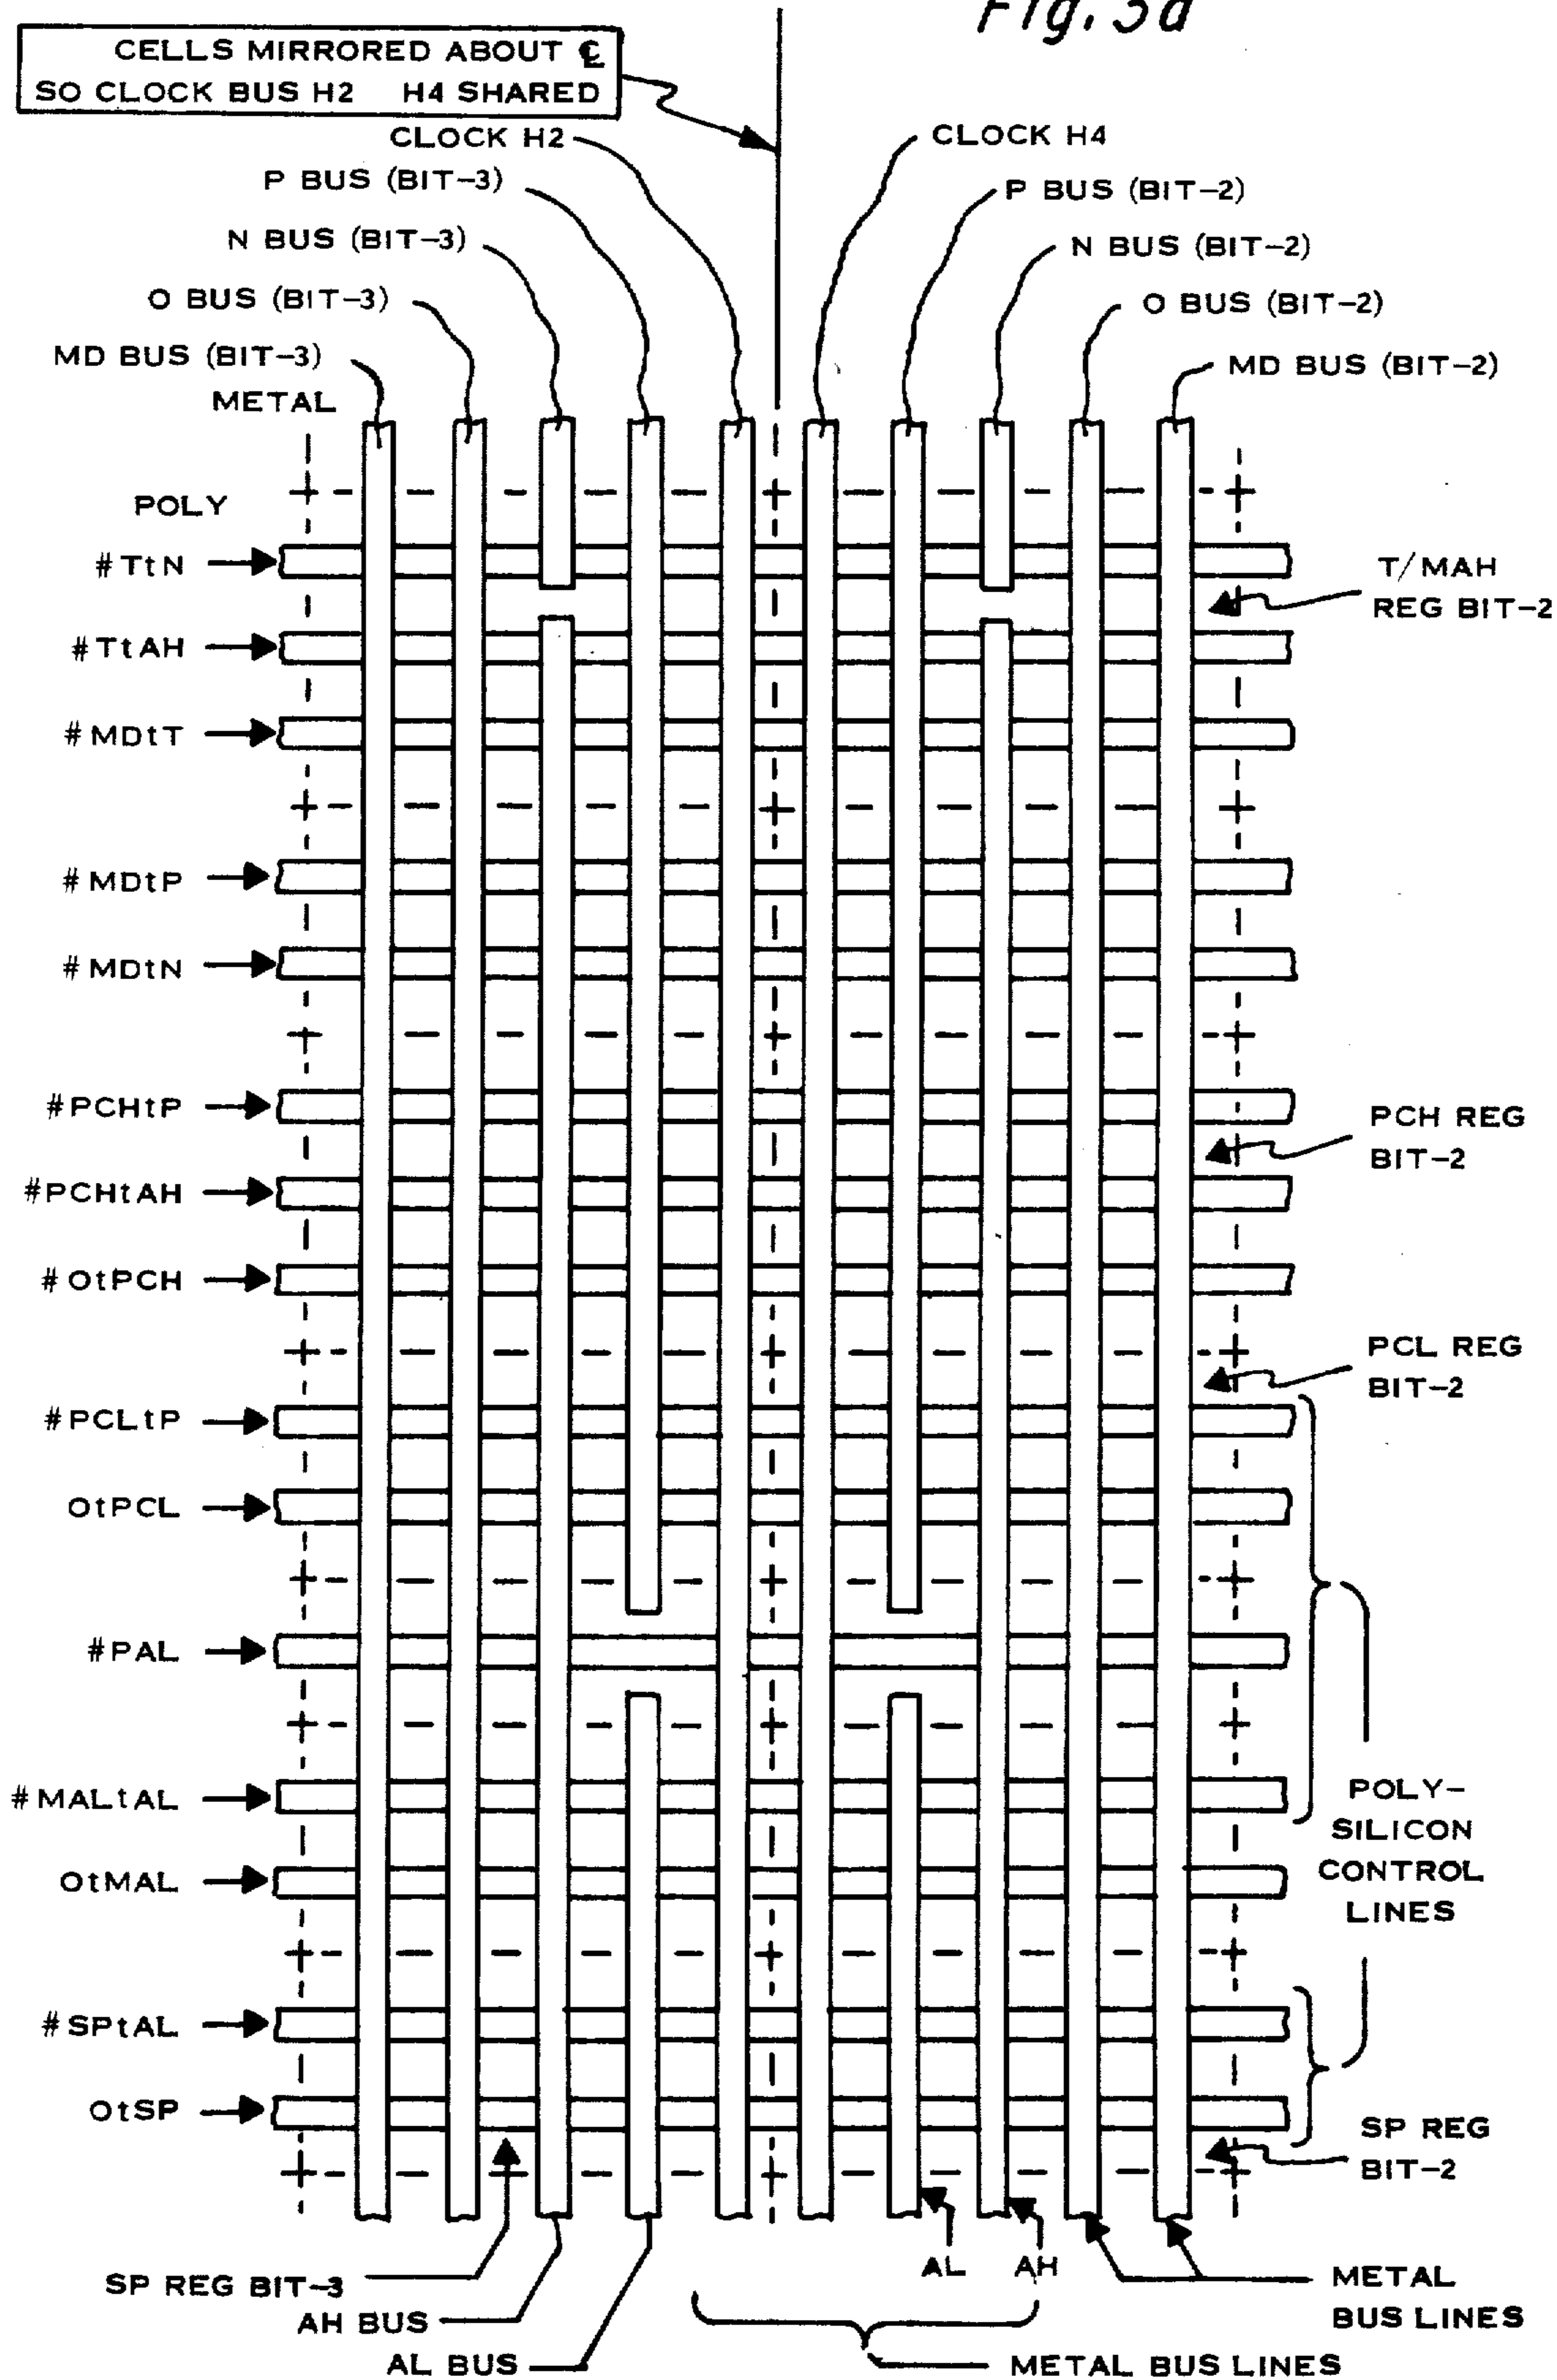 Fig. 3a
CELLS MIRRORED ABOUT ℄
SO CLOCK BUS H2 H4 SHARED
CLOCK H2
CLOCK H4
P BUS (BIT-3)
P BUS (BIT-2)
N BUS (BIT-3)
N BUS (BIT-2)
O BUS (BIT-3)
O BUS (BIT-2)
MD BUS (BIT-3)
MD BUS (BIT-2)
METAL
POLY
#TtN
T/MAH
REG BIT-2
#TtAH
#MDtT
#MDtP
#MDtN
#PCHtP
PCH REG
BIT-2
#PCHtAH
#OtPCH
PCL REG
BIT-2
#PCLtP
OtPCL
#PAL
#MALtAL
POLY-
SILICON
CONTROL
LINES
OtMAL
#SPtAL
OtSP
SP REG
BIT-2
AL
AH
SP REG BIT-3
METAL
BUS LINES
AH BUS
AL BUS
METAL BUS LINES